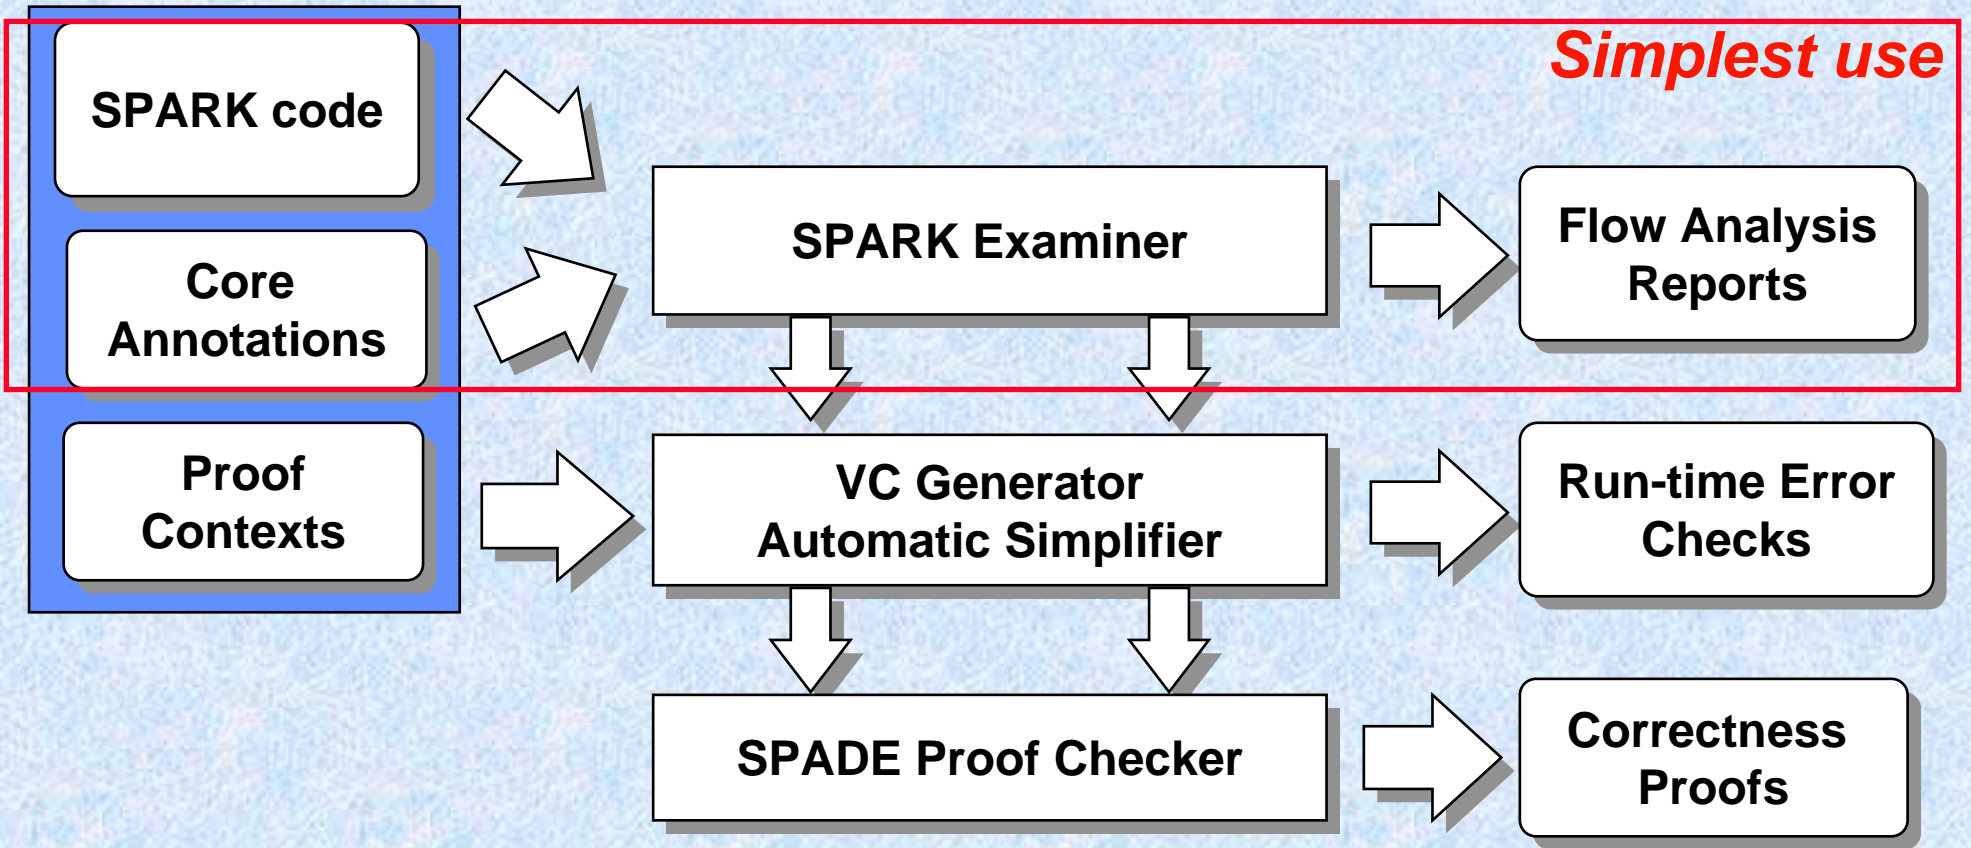 Simplest use
SPARK code
Core
Annotations
Proof
Contexts
SPARK Examiner
VC Generator
Automatic Simplifier
SPADE Proof Checker
Flow Analysis
Reports
Run-time Error
Checks
Correctness
Proofs